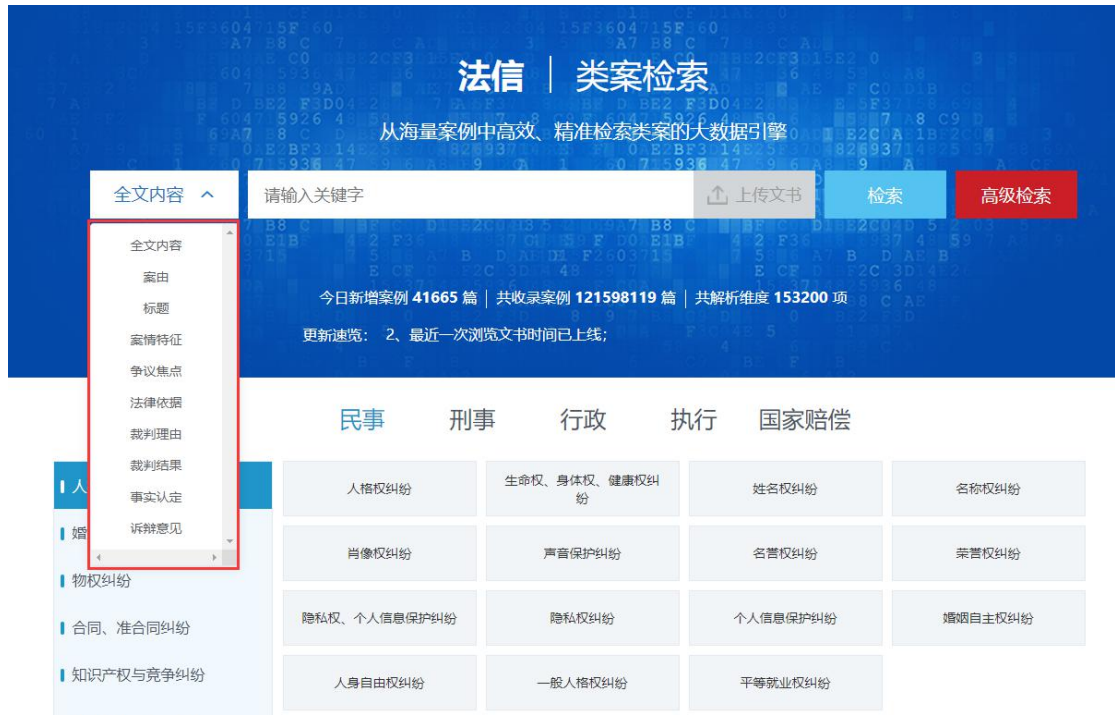 法信 | 类案检索
从海量案例中高效、精准检索类案的大数据引擎
全文内容 请输入关键字 上传文书 检索 高级检索
全文内容
案由
标题
案情特征
争议焦点
法律依据
裁判理由
裁判结果
事实认定
诉辩意见
今日新增案例 41665 篇 | 共收录案例 121598119 篇 | 共解析维度 153200 项
更新速览: 2、最近一次浏览文书时间已上线;
民事 刑事 行政 执行 国家赔偿
人
婚
物权纠纷
合同、准合同纠纷
知识产权与竞争纠纷
人格权纠纷 生命权、身体权、健康权纠
纷 姓名权纠纷 名称权纠纷
肖像权纠纷 声音保护纠纷 名誉权纠纷 荣誉权纠纷
隐私权、个人信息保护纠纷 隐私权纠纷 个人信息保护纠纷 婚姻自主权纠纷
人身自由权纠纷 一般人格权纠纷 平等就业权纠纷